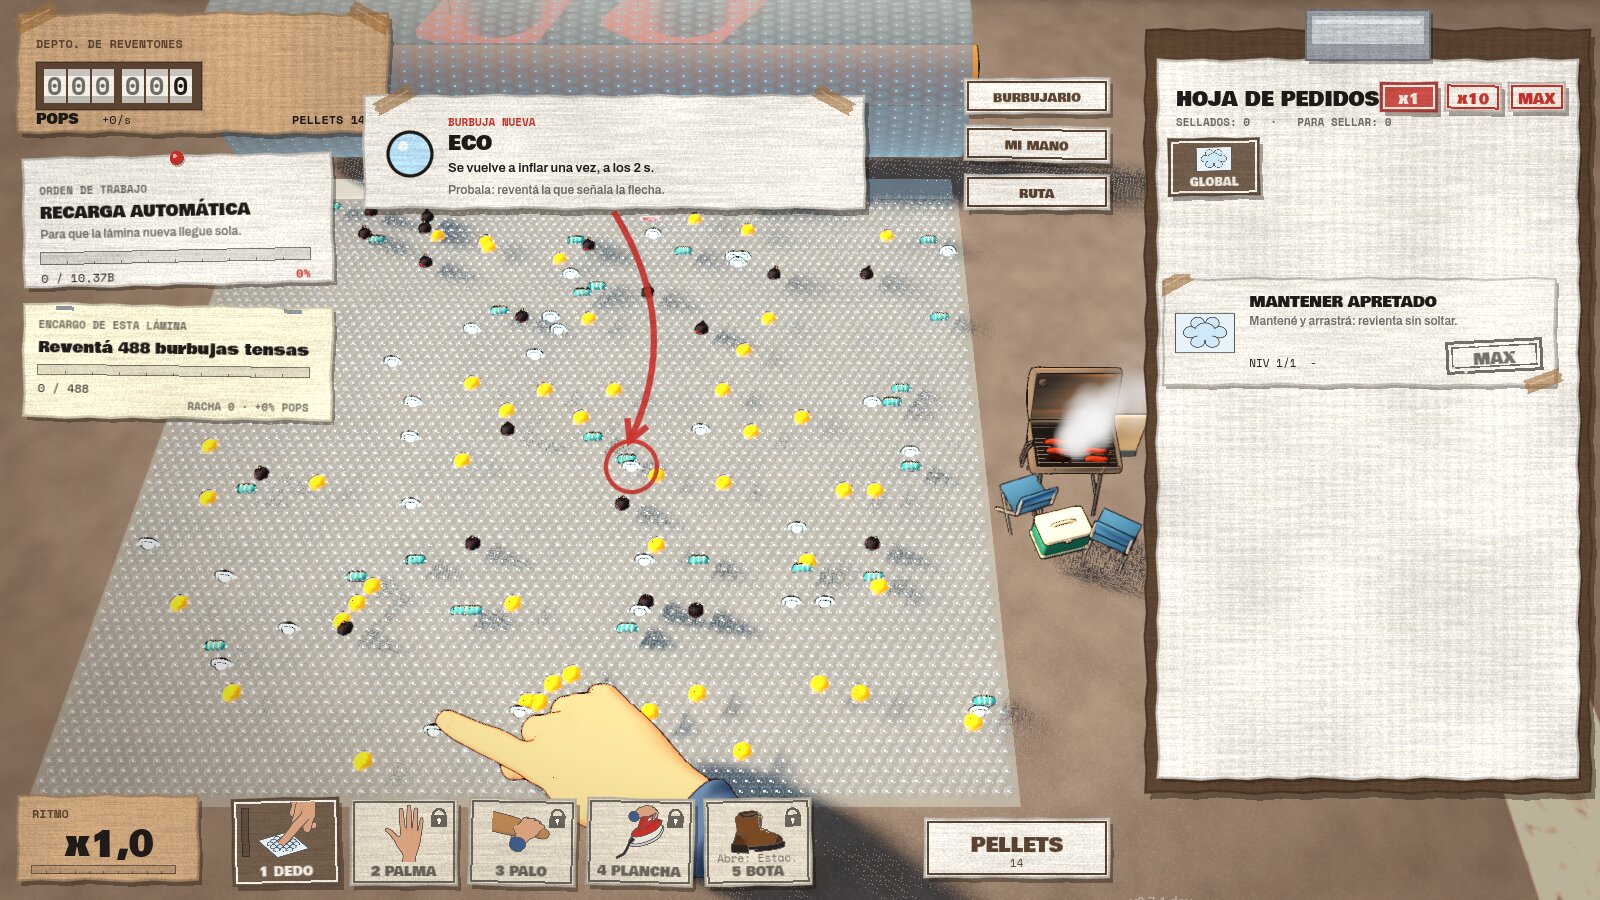 DEPTO. DE REVENTONES
000000
POPS +0/s PELLETS 14
ORDEN DE TRABAJO
RECARGA AUTOMÁTICA
Para que la lámina nueva llegue sola.
0 / 10.37B 0%
ENCARGO DE ESTA LÁMINA
Reventá 488 burbujas tensas
0 / 488
RACHA 0 · +0% POPS
BURBUJA NUEVA
ECO
Se vuelve a inflar una vez, a los 2 s.
Probala: reventá la que señala la flecha.
BURBUJARIO
MI MANO
RUTA
HOJA DE PEDIDOS x1 x10 MAX
SELLADOS: 0 · PARA SELLAR: 0
GLOBAL
MANTENER APRETADO
Mantené y arrastrá: revienta sin soltar.
NIV 1/1 -
MAX
RITMO
x1,0
1 DEDO
2 PALMA
3 PALO
4 PLANCHA
Abre: Estac.
5 BOTA
PELLETS
14